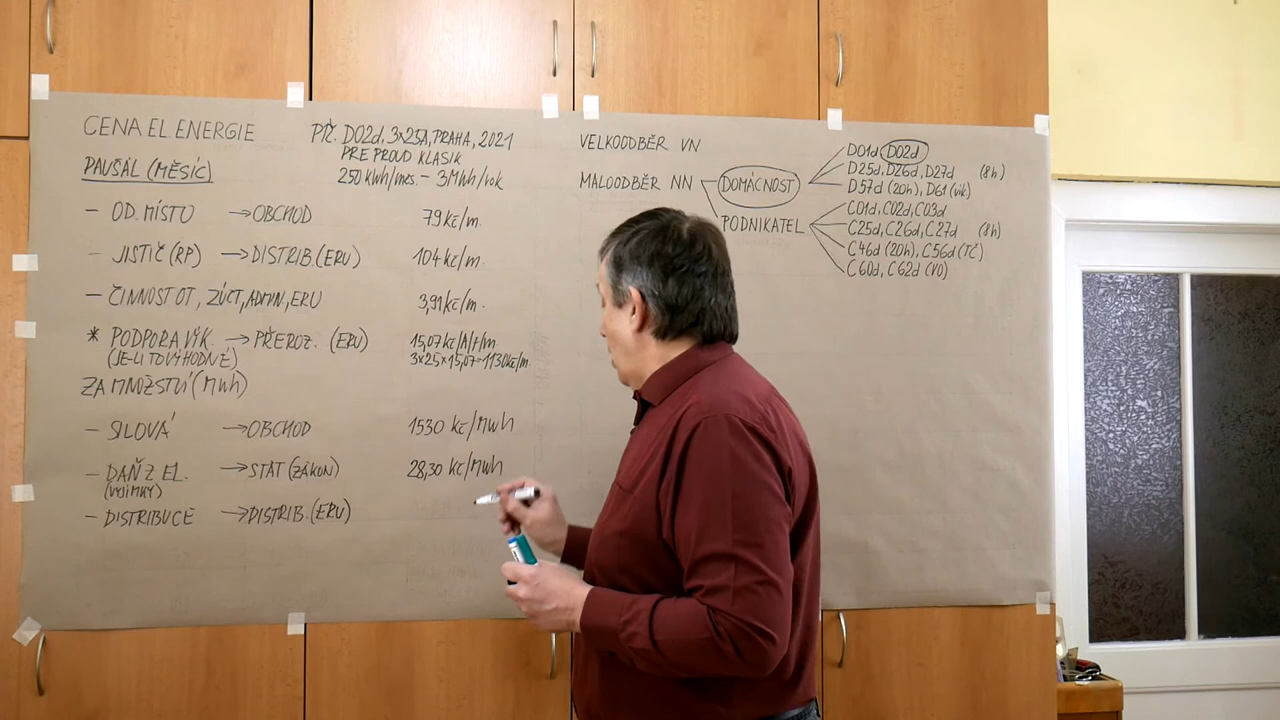 CENA EL. ENERGIE
PŘ. D02d, 3x25A, PRAHA, 2021
PRE PROUD KLASIK
250 kWh/měs. – 3MWh/rok
PAUŠÁL (MĚSÍC)
– OD. MÍSTO → OBCHOD 79 kč/m.
– JISTIČ (RP) → DISTRIB (ERU) 104 kč/m.
– ČINNOST OT, ZÚČT, ADMIN, ERU 3,91 kč/m.
* PODPORA VÝK. → PŘEROZ. (ERU) 15,07 kč/A/f/m
(JE-LI TO VÝHODNÉ) 3x25x15,07=1130kč/m.
ZA MNOŽSTVÍ (MWh)
– SILOVÁ → OBCHOD 1530 kč/MWh
– DAŇ Z EL. → STÁT (ZÁKON) 28,30 kč/MWh
(VÝJIMKY)
– DISTRIBUCE → DISTRIB. (ERU)
VELKOODBĚR VN
MALOODBĚR NN
DOMÁCNOST
D01d, D02d
D25d, D26d, D27d (8h)
D57d (20h), D61 (vík)
PODNIKATEL
C01d, C02d, C03d
C25d, C26d, C27d (8h)
C46d (20h), C56d (TČ)
C60d, C62d (VO)